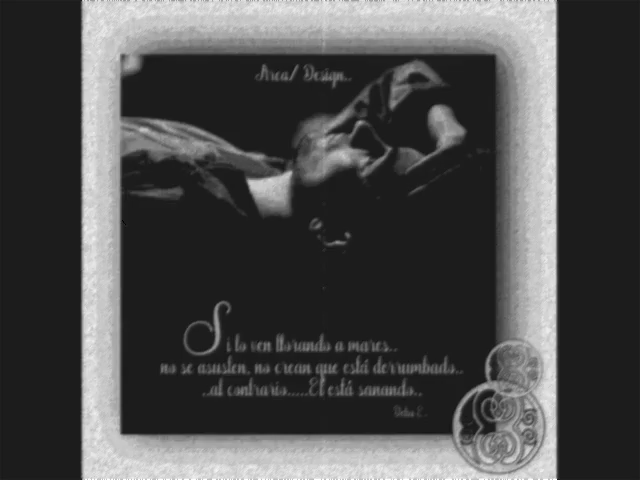 Area/ Design..
Si lo ven llorando a mares..
no se asusten, no crean que está derrumbado..
..al contrario.....Él está sanando..